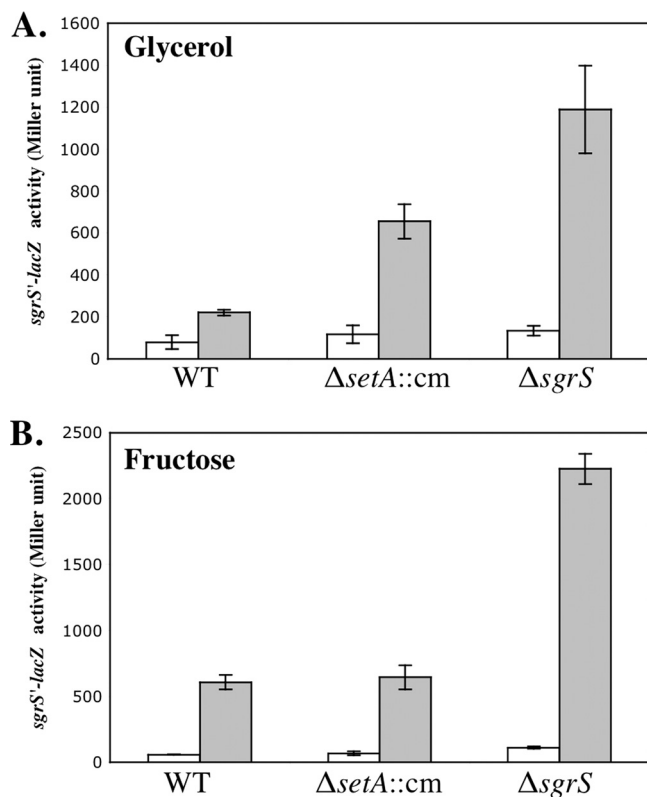 A.
Glycerol
sgrS'-lacZ activity (Miller unit)
1600
1400
1200
1000
800
600
400
200
0
WT ΔsetA::cm ΔsgrS
B.
Fructose
sgrS'-lacZ activity (Miller unit)
2500
2000
1500
1000
500
0
WT ΔsetA::cm ΔsgrS